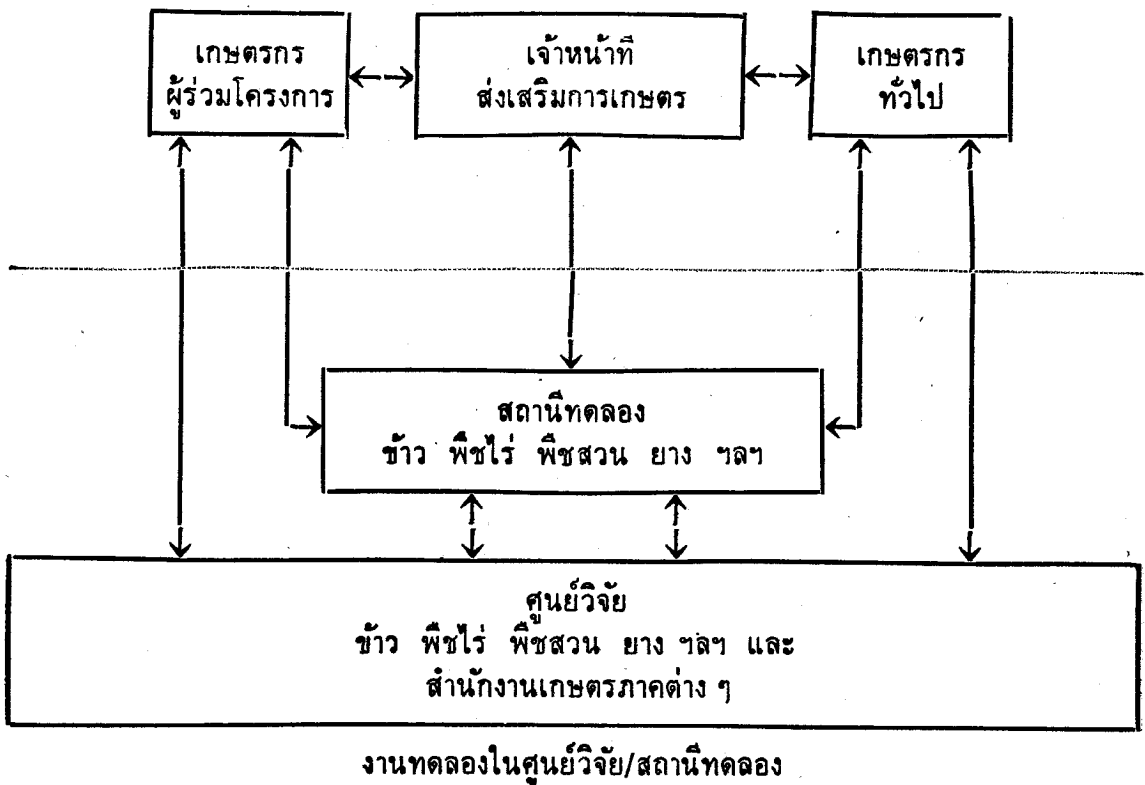 เกษตรกร
ผู้ร่วมโครงการ
เจ้าหน้าที่
ส่งเสริมการเกษตร
เกษตรกร
ทั่วไป
สถานีทดลอง
ข้าว พืชไร่ พืชสวน ยาง ฯลฯ
ศูนย์วิจัย
ข้าว พืชไร่ พืชสวน ยาง ฯลฯ และ
สำนักงานเกษตรภาคต่าง ๆ
งานทดลองในศูนย์วิจัย/สถานีทดลอง